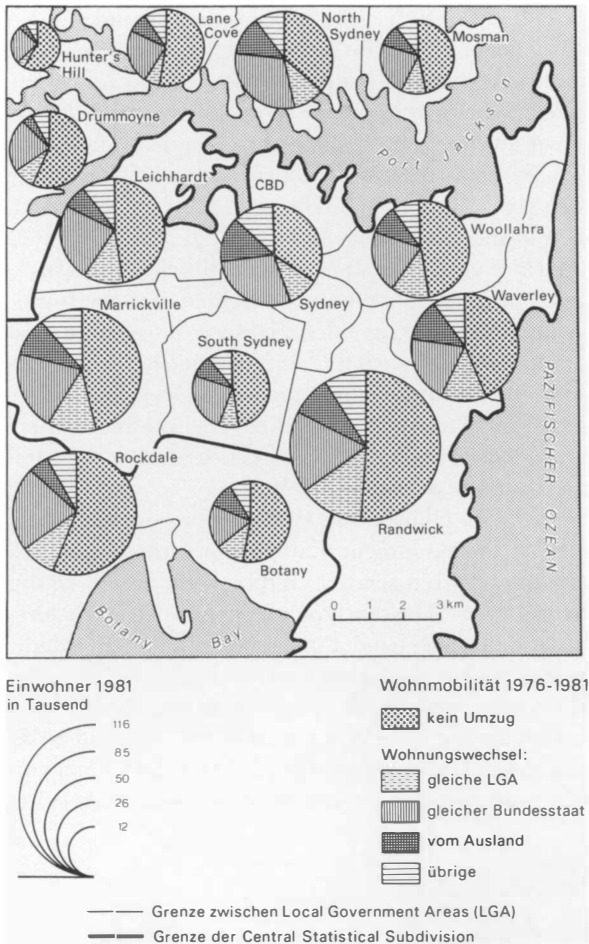 Lane
Cove
North
Sydney
Mosman
Hunter's
Hill
Drummoyne
Port Jackson
Leichhardt
CBD
Woollahra
Sydney
Waverley
Marrickville
South Sydney
PAZIFISCHER OZEAN
Rockdale
Randwick
Botany
Botany Bay
0 1 2 3 km
Einwohner 1981
in Tausend
116
85
50
26
12
Wohnmobilität 1976-1981
kein Umzug
Wohnungswechsel:
gleiche LGA
gleicher Bundesstaat
vom Ausland
übrige
Grenze zwischen Local Government Areas (LGA)
Grenze der Central Statistical Subdivision